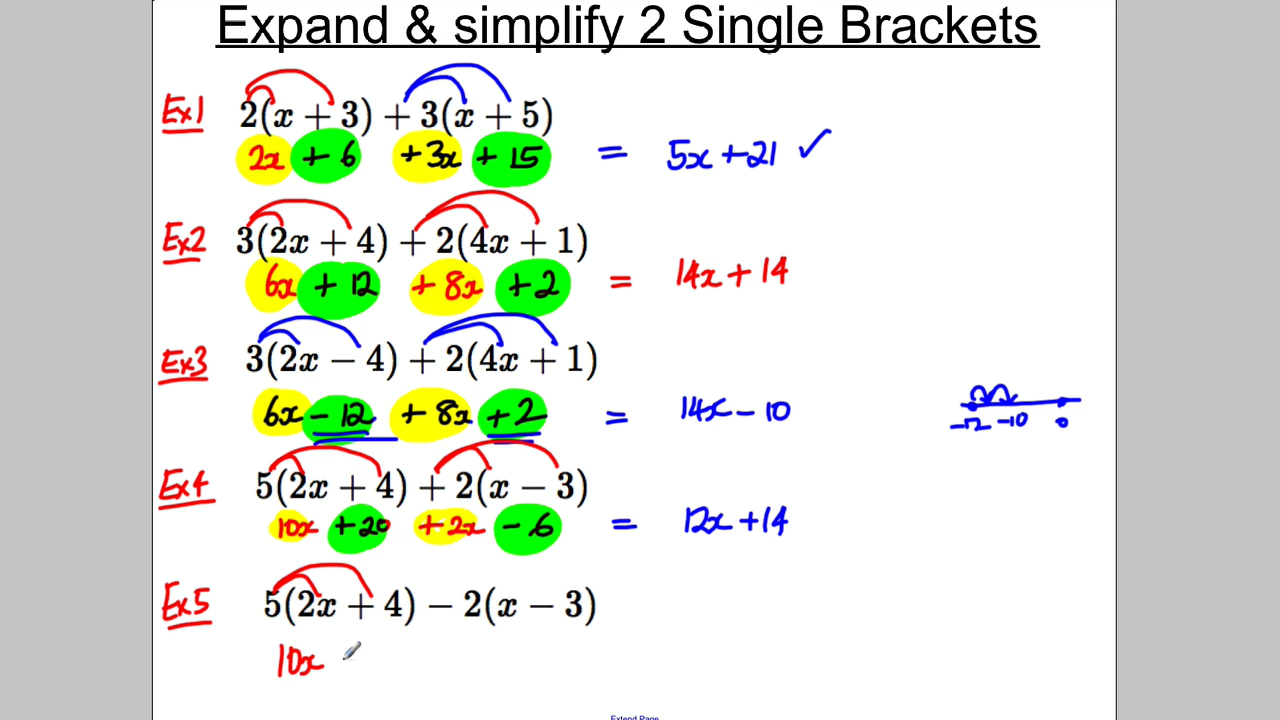 Expand & simplify 2 Single Brackets
Ex1 2(x + 3) + 3(x + 5)
2x + 6 + 3x + 15 = 5x + 21 ✓
Ex2 3(2x + 4) + 2(4x + 1)
6x + 12 + 8x + 2 = 14x + 14
Ex3 3(2x − 4) + 2(4x + 1)
6x − 12 + 8x + 2 = 14x − 10
−12 −10 0
Ex4 5(2x + 4) + 2(x − 3)
10x + 20 + 2x − 6 = 12x + 14
Ex5 5(2x + 4) − 2(x − 3)
10x
Extend Page